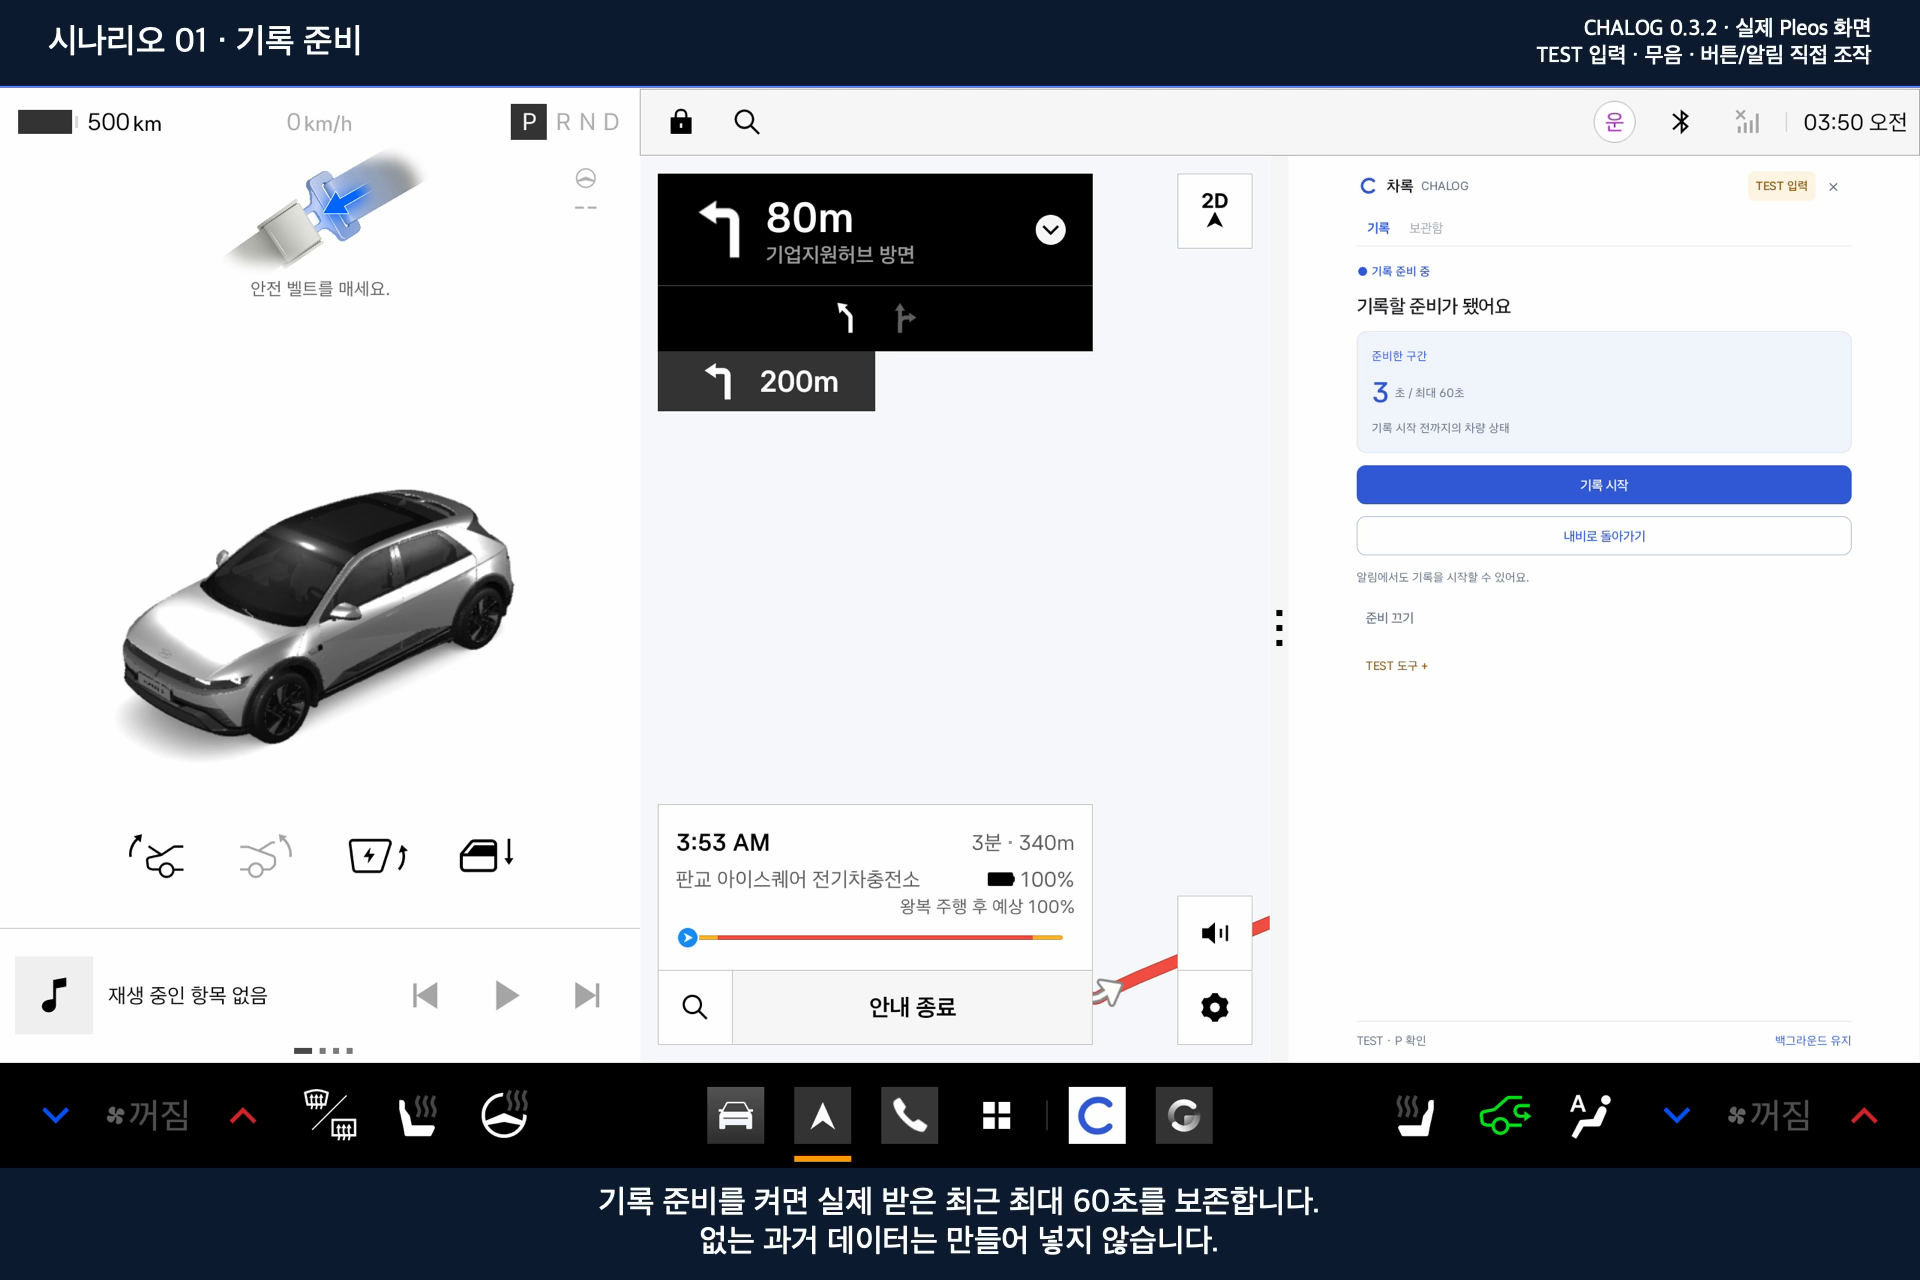 시나리오 01 · 기록 준비
CHALOG 0.3.2 · 실제 Pleos 화면
TEST 입력 · 무음 · 버튼/알림 직접 조작
500 km
0 km/h
P R N D
안전 벨트를 매세요.
재생 중인 항목 없음
운
03:50 오전
80m
기업지원허브 방면
200m
2D
3:53 AM
3분 · 340m
판교 아이스퀘어 전기차충전소
100%
왕복 주행 후 예상 100%
안내 종료
차록 CHALOG
TEST 입력 ×
기록 보관함
기록 준비 중
기록할 준비가 됐어요
준비한 구간
3 초 / 최대 60초
기록 시작 전까지의 차량 상태
기록 시작
내비로 돌아가기
알림에서도 기록을 시작할 수 있어요.
준비 끄기
TEST 도구 +
TEST · P 확인
백그라운드 유지
꺼짐
A
꺼짐
기록 준비를 켜면 실제 받은 최근 최대 60초를 보존합니다.
없는 과거 데이터는 만들어 넣지 않습니다.